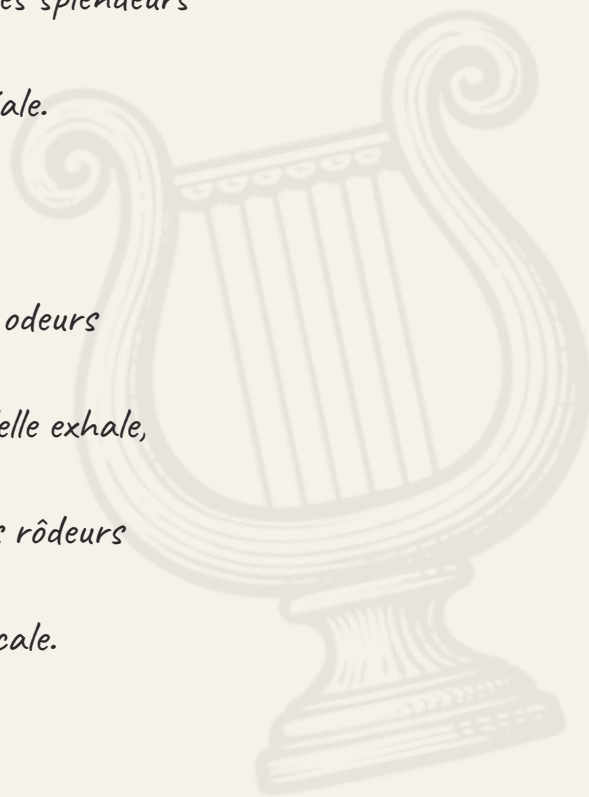 es splendeurs
ale.
odeurs
elle exhale,
s rôdeurs
cale.